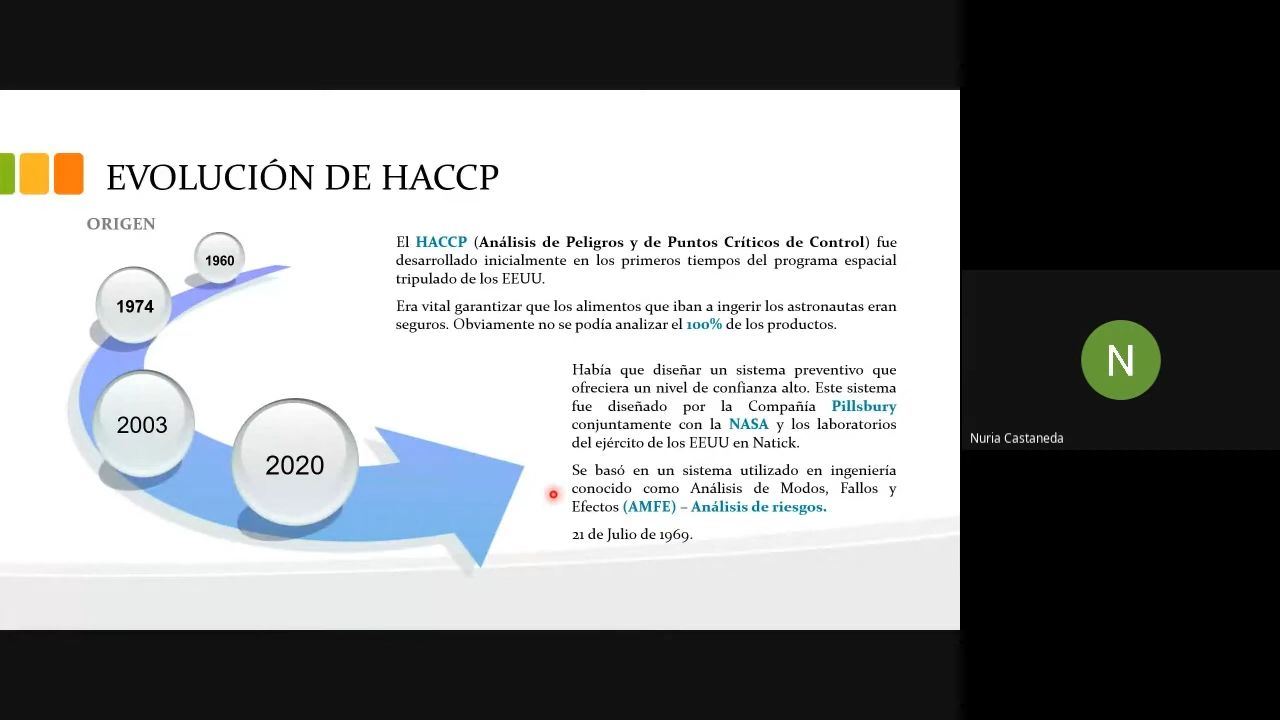 EVOLUCIÓN DE HACCP
ORIGEN
1960
1974
2003
2020
El HACCP (Análisis de Peligros y de Puntos Críticos de Control) fue
desarrollado inicialmente en los primeros tiempos del programa espacial
tripulado de los EEUU.
Era vital garantizar que los alimentos que iban a ingerir los astronautas eran
seguros. Obviamente no se podía analizar el 100% de los productos.
Había que diseñar un sistema preventivo que
ofreciera un nivel de confianza alto. Este sistema
fue diseñado por la Compañía Pillsbury
conjuntamente con la NASA y los laboratorios
del ejército de los EEUU en Natick.
Se basó en un sistema utilizado en ingeniería
conocido como Análisis de Modos, Fallos y
Efectos (AMFE) – Análisis de riesgos.
21 de Julio de 1969.
N
Nuria Castaneda